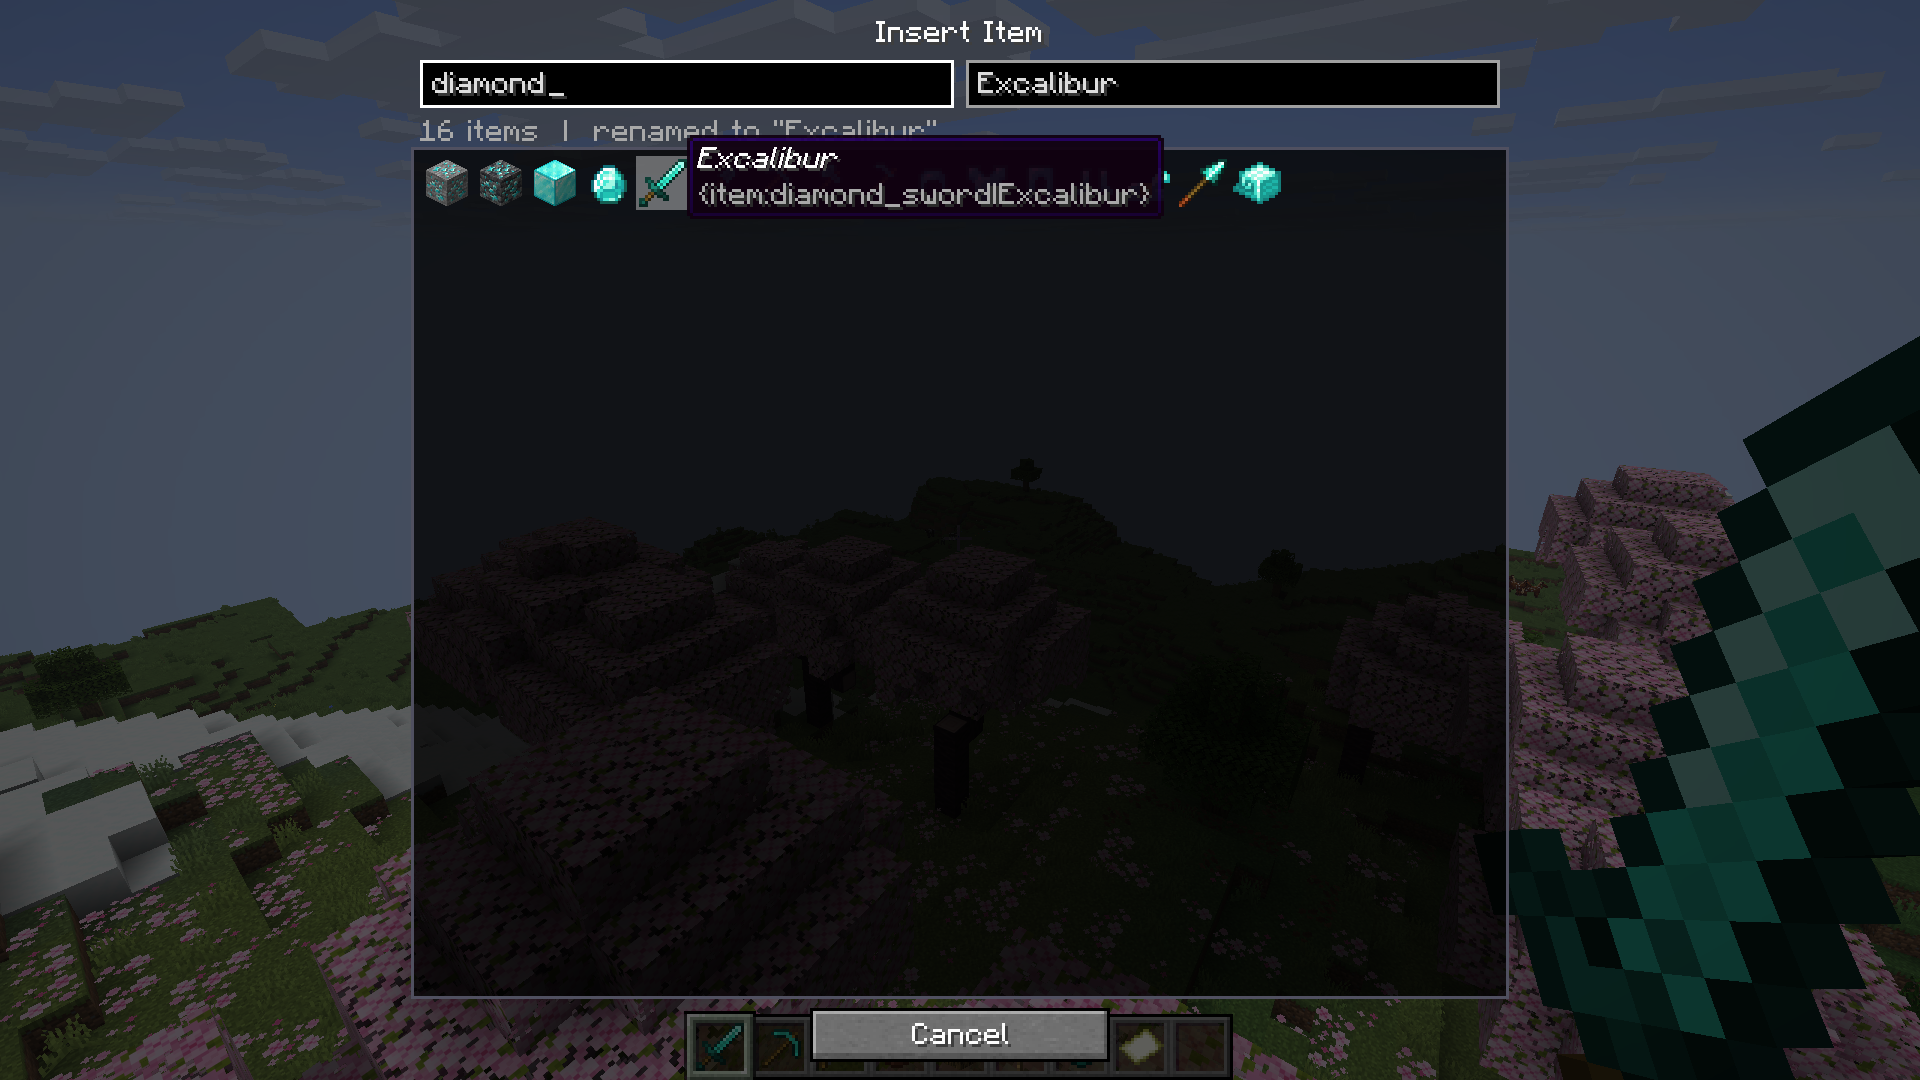 Insert Item
diamond_
Excalibur
16 items | renamed to "Excalibur"
Excalibur
{item:diamond_sword|Excalibur}
Cancel